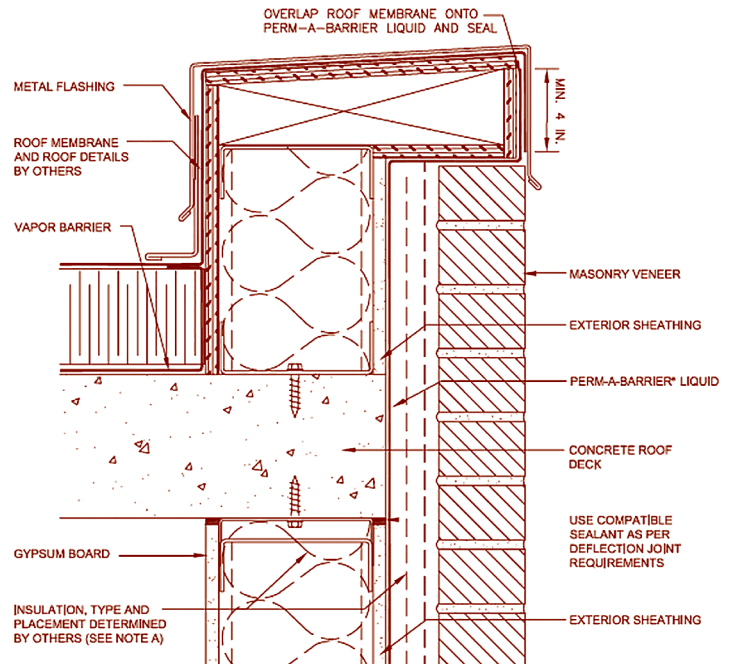 OVERLAP ROOF MEMBRANE ONTO
PERM-A-BARRIER LIQUID AND SEAL
METAL FLASHING
MIN. 4 IN.
ROOF MEMBRANE
AND ROOF DETAILS
BY OTHERS
VAPOR BARRIER
MASONRY VENEER
EXTERIOR SHEATHING
PERM-A-BARRIER® LIQUID
CONCRETE ROOF
DECK
USE COMPATIBLE
SEALANT AS PER
DEFLECTION JOINT
REQUIREMENTS
GYPSUM BOARD
INSULATION, TYPE AND
PLACEMENT DETERMINED
BY OTHERS (SEE NOTE A)
EXTERIOR SHEATHING